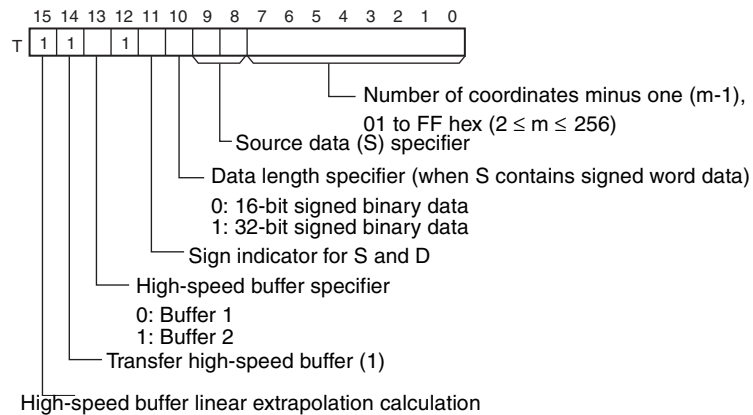 15 14 13 12 11 10 9 8 7 6 5 4 3 2 1 0
T 1 1 1
Number of coordinates minus one (m-1),
01 to FF hex (2 ≤ m ≤ 256)
Source data (S) specifier
Data length specifier (when S contains signed word data)
0: 16-bit signed binary data
1: 32-bit signed binary data
Sign indicator for S and D
High-speed buffer specifier
0: Buffer 1
1: Buffer 2
Transfer high-speed buffer (1)
High-speed buffer linear extrapolation calculation